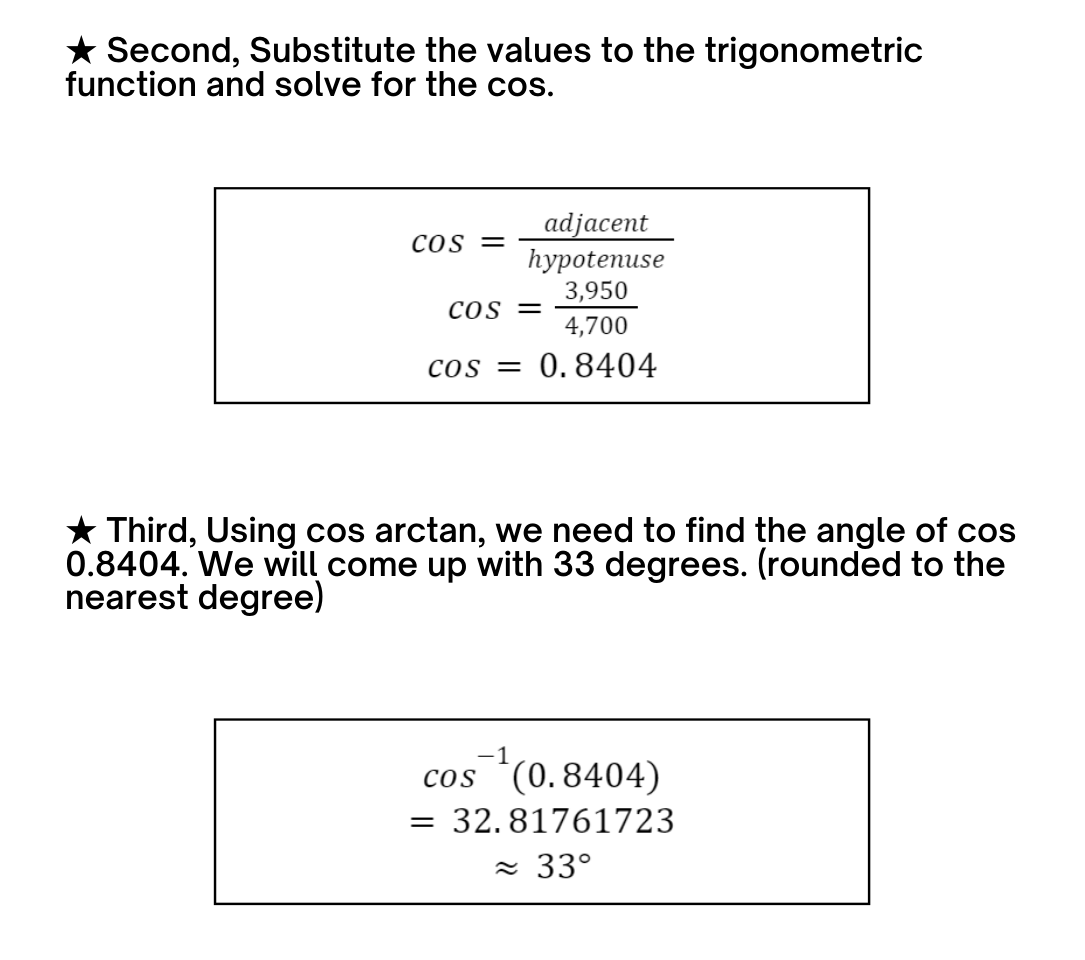 ★ Second, Substitute the values to the trigonometric
function and solve for the cos.
cos = adjacent/hypotenuse
cos = 3,950/4,700
cos = 0.8404
★ Third, Using cos arctan, we need to find the angle of cos
0.8404. We will come up with 33 degrees. (rounded to the
nearest degree)
cos⁻¹(0.8404)
= 32.81761723
≈ 33°